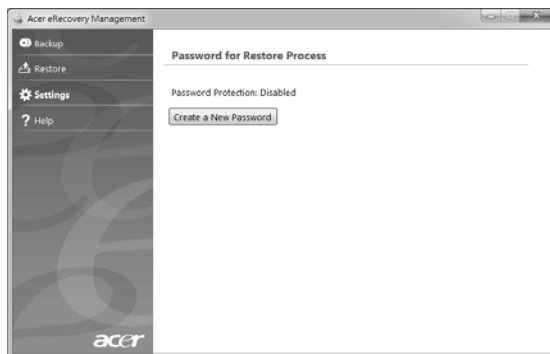 Acer eRecovery Management
Backup
Restore
Settings
Help
Password for Restore Process
Password Protection: Disabled
Create a New Password
acer